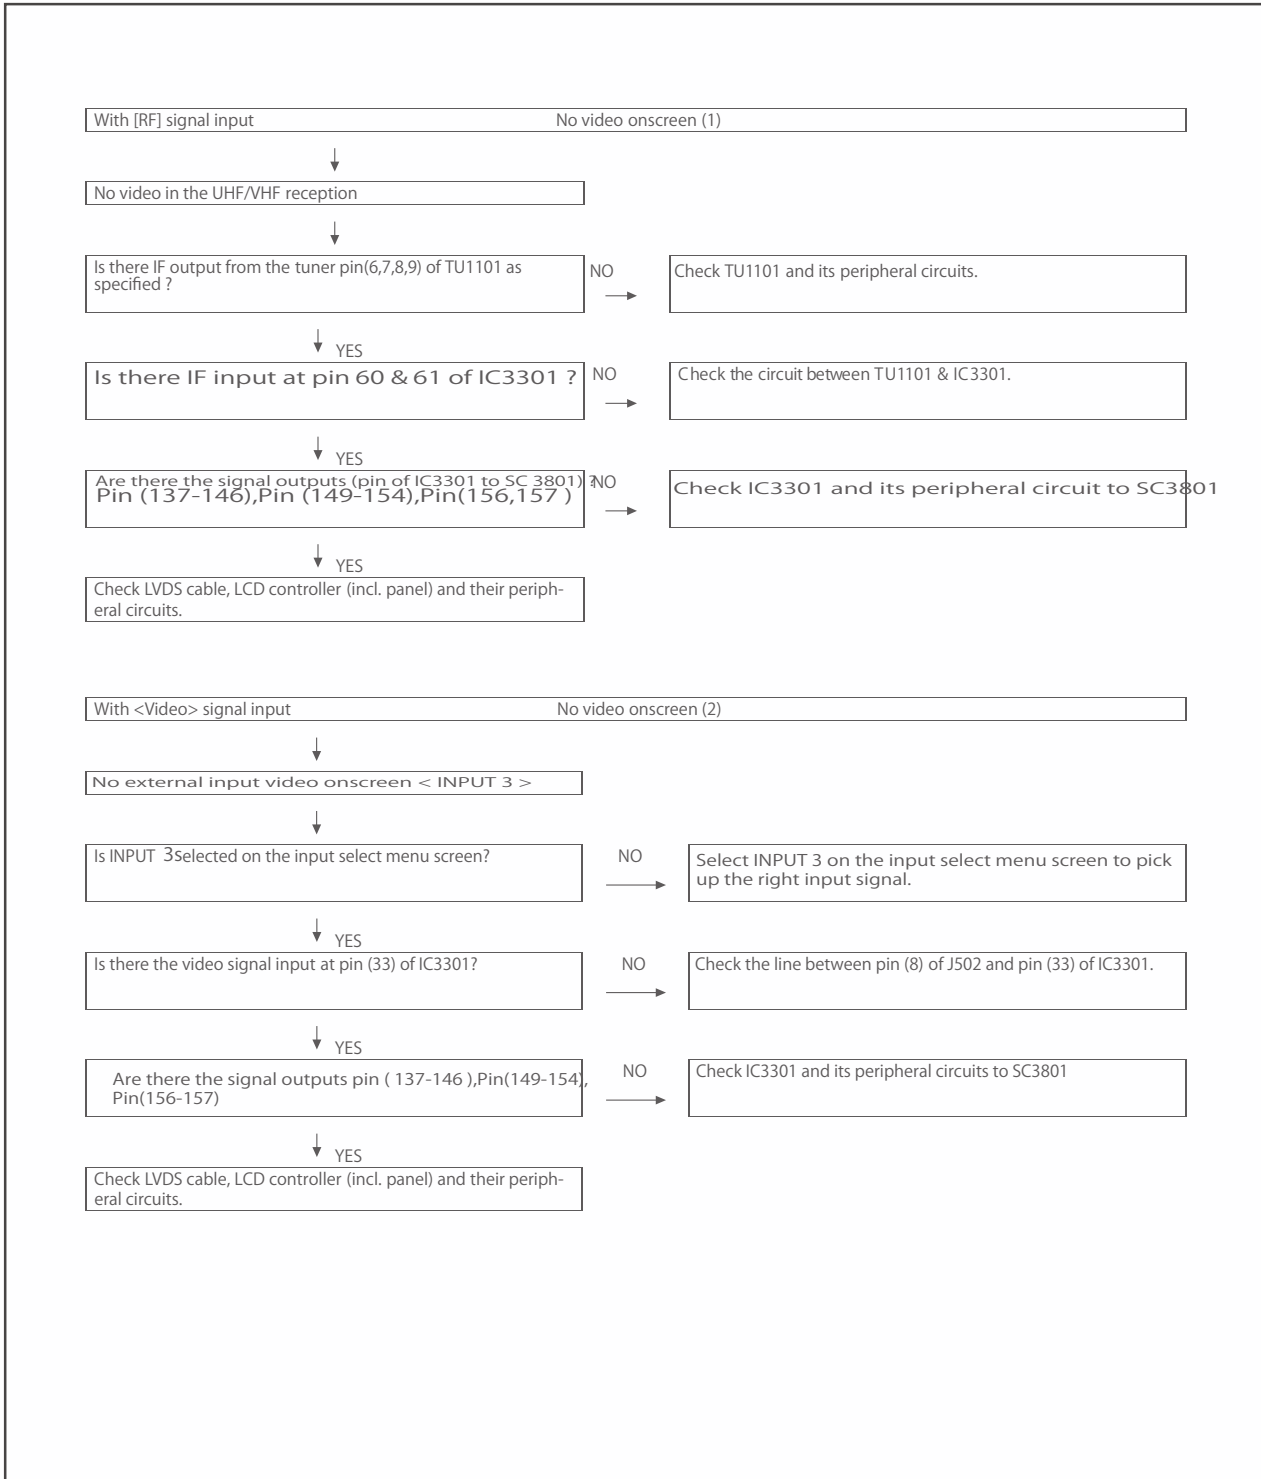 With [RF] signal input No video onscreen (1)
No video in the UHF/VHF reception
Is there IF output from the tuner pin(6,7,8,9) of TU1101 as
specified ?
NO
Check TU1101 and its peripheral circuits.
YES
Is there IF input at pin 60 & 61 of IC3301 ?
NO
Check the circuit between TU1101 & IC3301.
YES
Are there the signal outputs (pin of IC3301 to SC 3801) ?
Pin (137-146),Pin (149-154),Pin(156,157 )
NO
Check IC3301 and its peripheral circuit to SC3801
YES
Check LVDS cable, LCD controller (incl. panel) and their periph-
eral circuits.
With <Video> signal input No video onscreen (2)
No external input video onscreen < INPUT 3 >
Is INPUT 3Selected on the input select menu screen?
NO
Select INPUT 3 on the input select menu screen to pick
up the right input signal.
YES
Is there the video signal input at pin (33) of IC3301?
NO
Check the line between pin (8) of J502 and pin (33) of IC3301.
YES
Are there the signal outputs pin ( 137-146 ),Pin(149-154),
Pin(156-157)
NO
Check IC3301 and its peripheral circuits to SC3801
YES
Check LVDS cable, LCD controller (incl. panel) and their periph-
eral circuits.